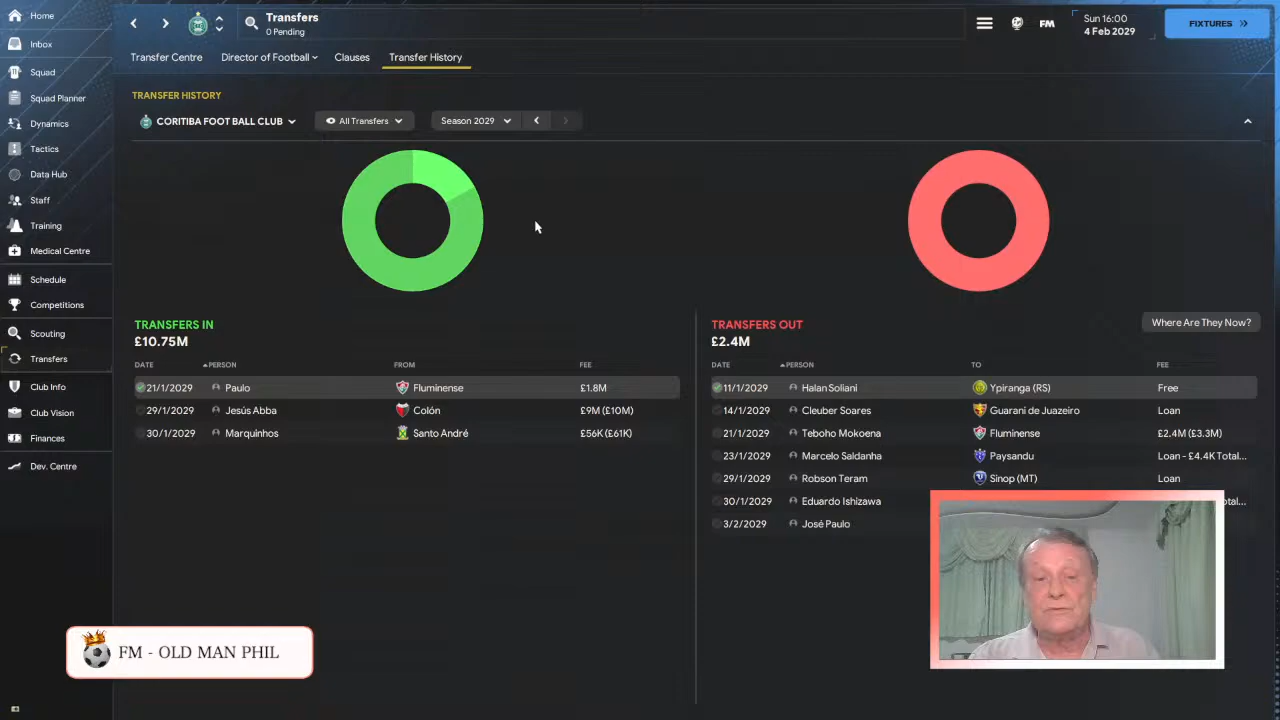 Home
Inbox
Squad
Squad Planner
Dynamics
Tactics
Data Hub
Staff
Training
Medical Centre
Schedule
Competitions
Scouting
Transfers
Club Info
Club Vision
Finances
Dev. Centre
Transfers
0 Pending
FM
Sun 16:00
4 Feb 2029
FIXTURES
Transfer Centre
Director of Football
Clauses
Transfer History
TRANSFER HISTORY
CORITIBA FOOT BALL CLUB
All Transfers
Season 2029
TRANSFERS IN
£10.75M
DATE PERSON FROM FEE
21/1/2029 Paulo Fluminense £1.8M
29/1/2029 Jesús Abba Colón £9M (£10M)
30/1/2029 Marquinhos Santo André £56K (£61K)
TRANSFERS OUT
£2.4M
Where Are They Now?
DATE PERSON TO FEE
11/1/2029 Halan Soliani Ypiranga (RS) Free
14/1/2029 Cleuber Soares Guarani de Juazeiro Loan
21/1/2029 Teboho Mokoena Fluminense £2.4M (£3.3M)
23/1/2029 Marcelo Saldanha Paysandu Loan - £4.4K Total...
29/1/2029 Robson Teram Sinop (MT) Loan
30/1/2029 Eduardo Ishizawa
3/2/2029 José Paulo
FM - OLD MAN PHIL